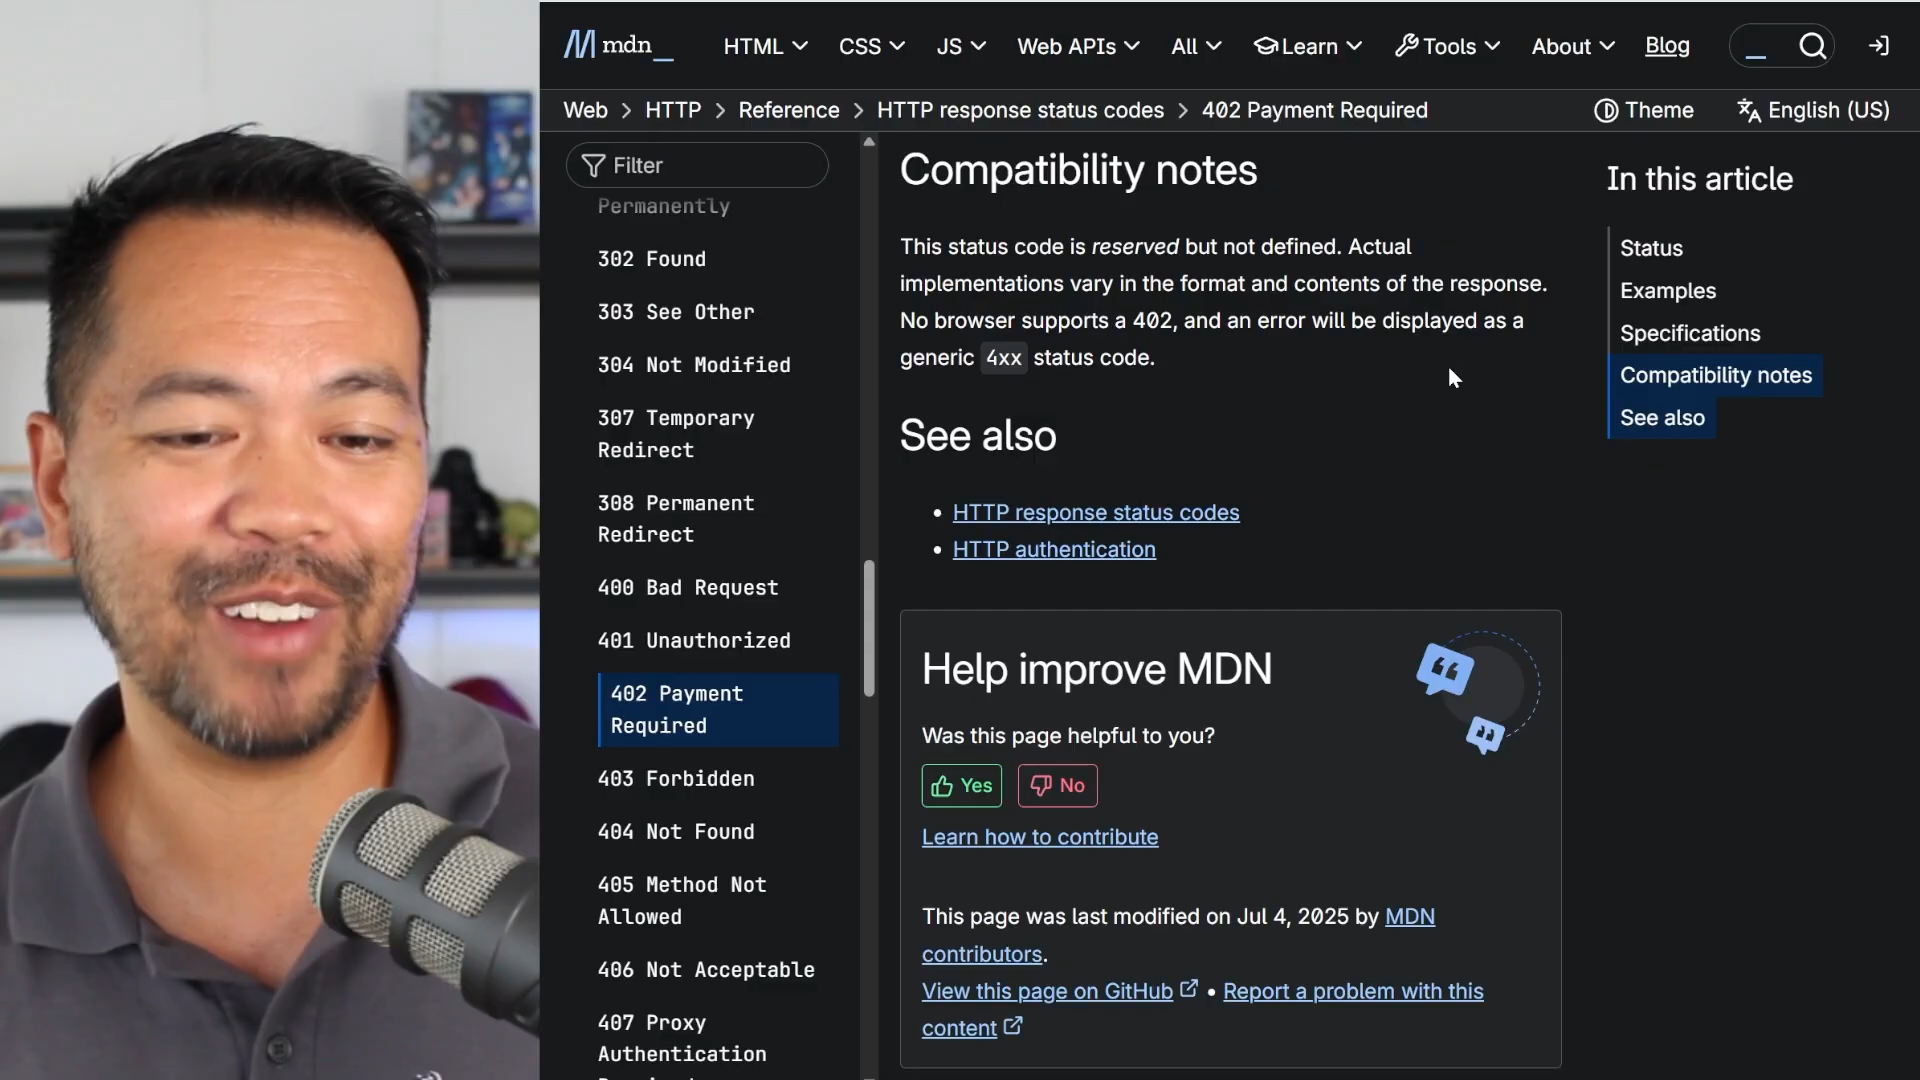 mdn_
HTML
CSS
JS
Web APIs
All
Learn
Tools
About
Blog
Web > HTTP > Reference > HTTP response status codes > 402 Payment Required
Theme
English (US)
Filter
Permanently
302 Found
303 See Other
304 Not Modified
307 Temporary
Redirect
308 Permanent
Redirect
400 Bad Request
401 Unauthorized
402 Payment
Required
403 Forbidden
404 Not Found
405 Method Not
Allowed
406 Not Acceptable
407 Proxy
Authentication
Compatibility notes
This status code is reserved but not defined. Actual
implementations vary in the format and contents of the response.
No browser supports a 402, and an error will be displayed as a
generic 4xx status code.
See also
• HTTP response status codes
• HTTP authentication
Help improve MDN
Was this page helpful to you?
Yes
No
Learn how to contribute
This page was last modified on Jul 4, 2025 by MDN
contributors.
View this page on GitHub • Report a problem with this
content
In this article
Status
Examples
Specifications
Compatibility notes
See also